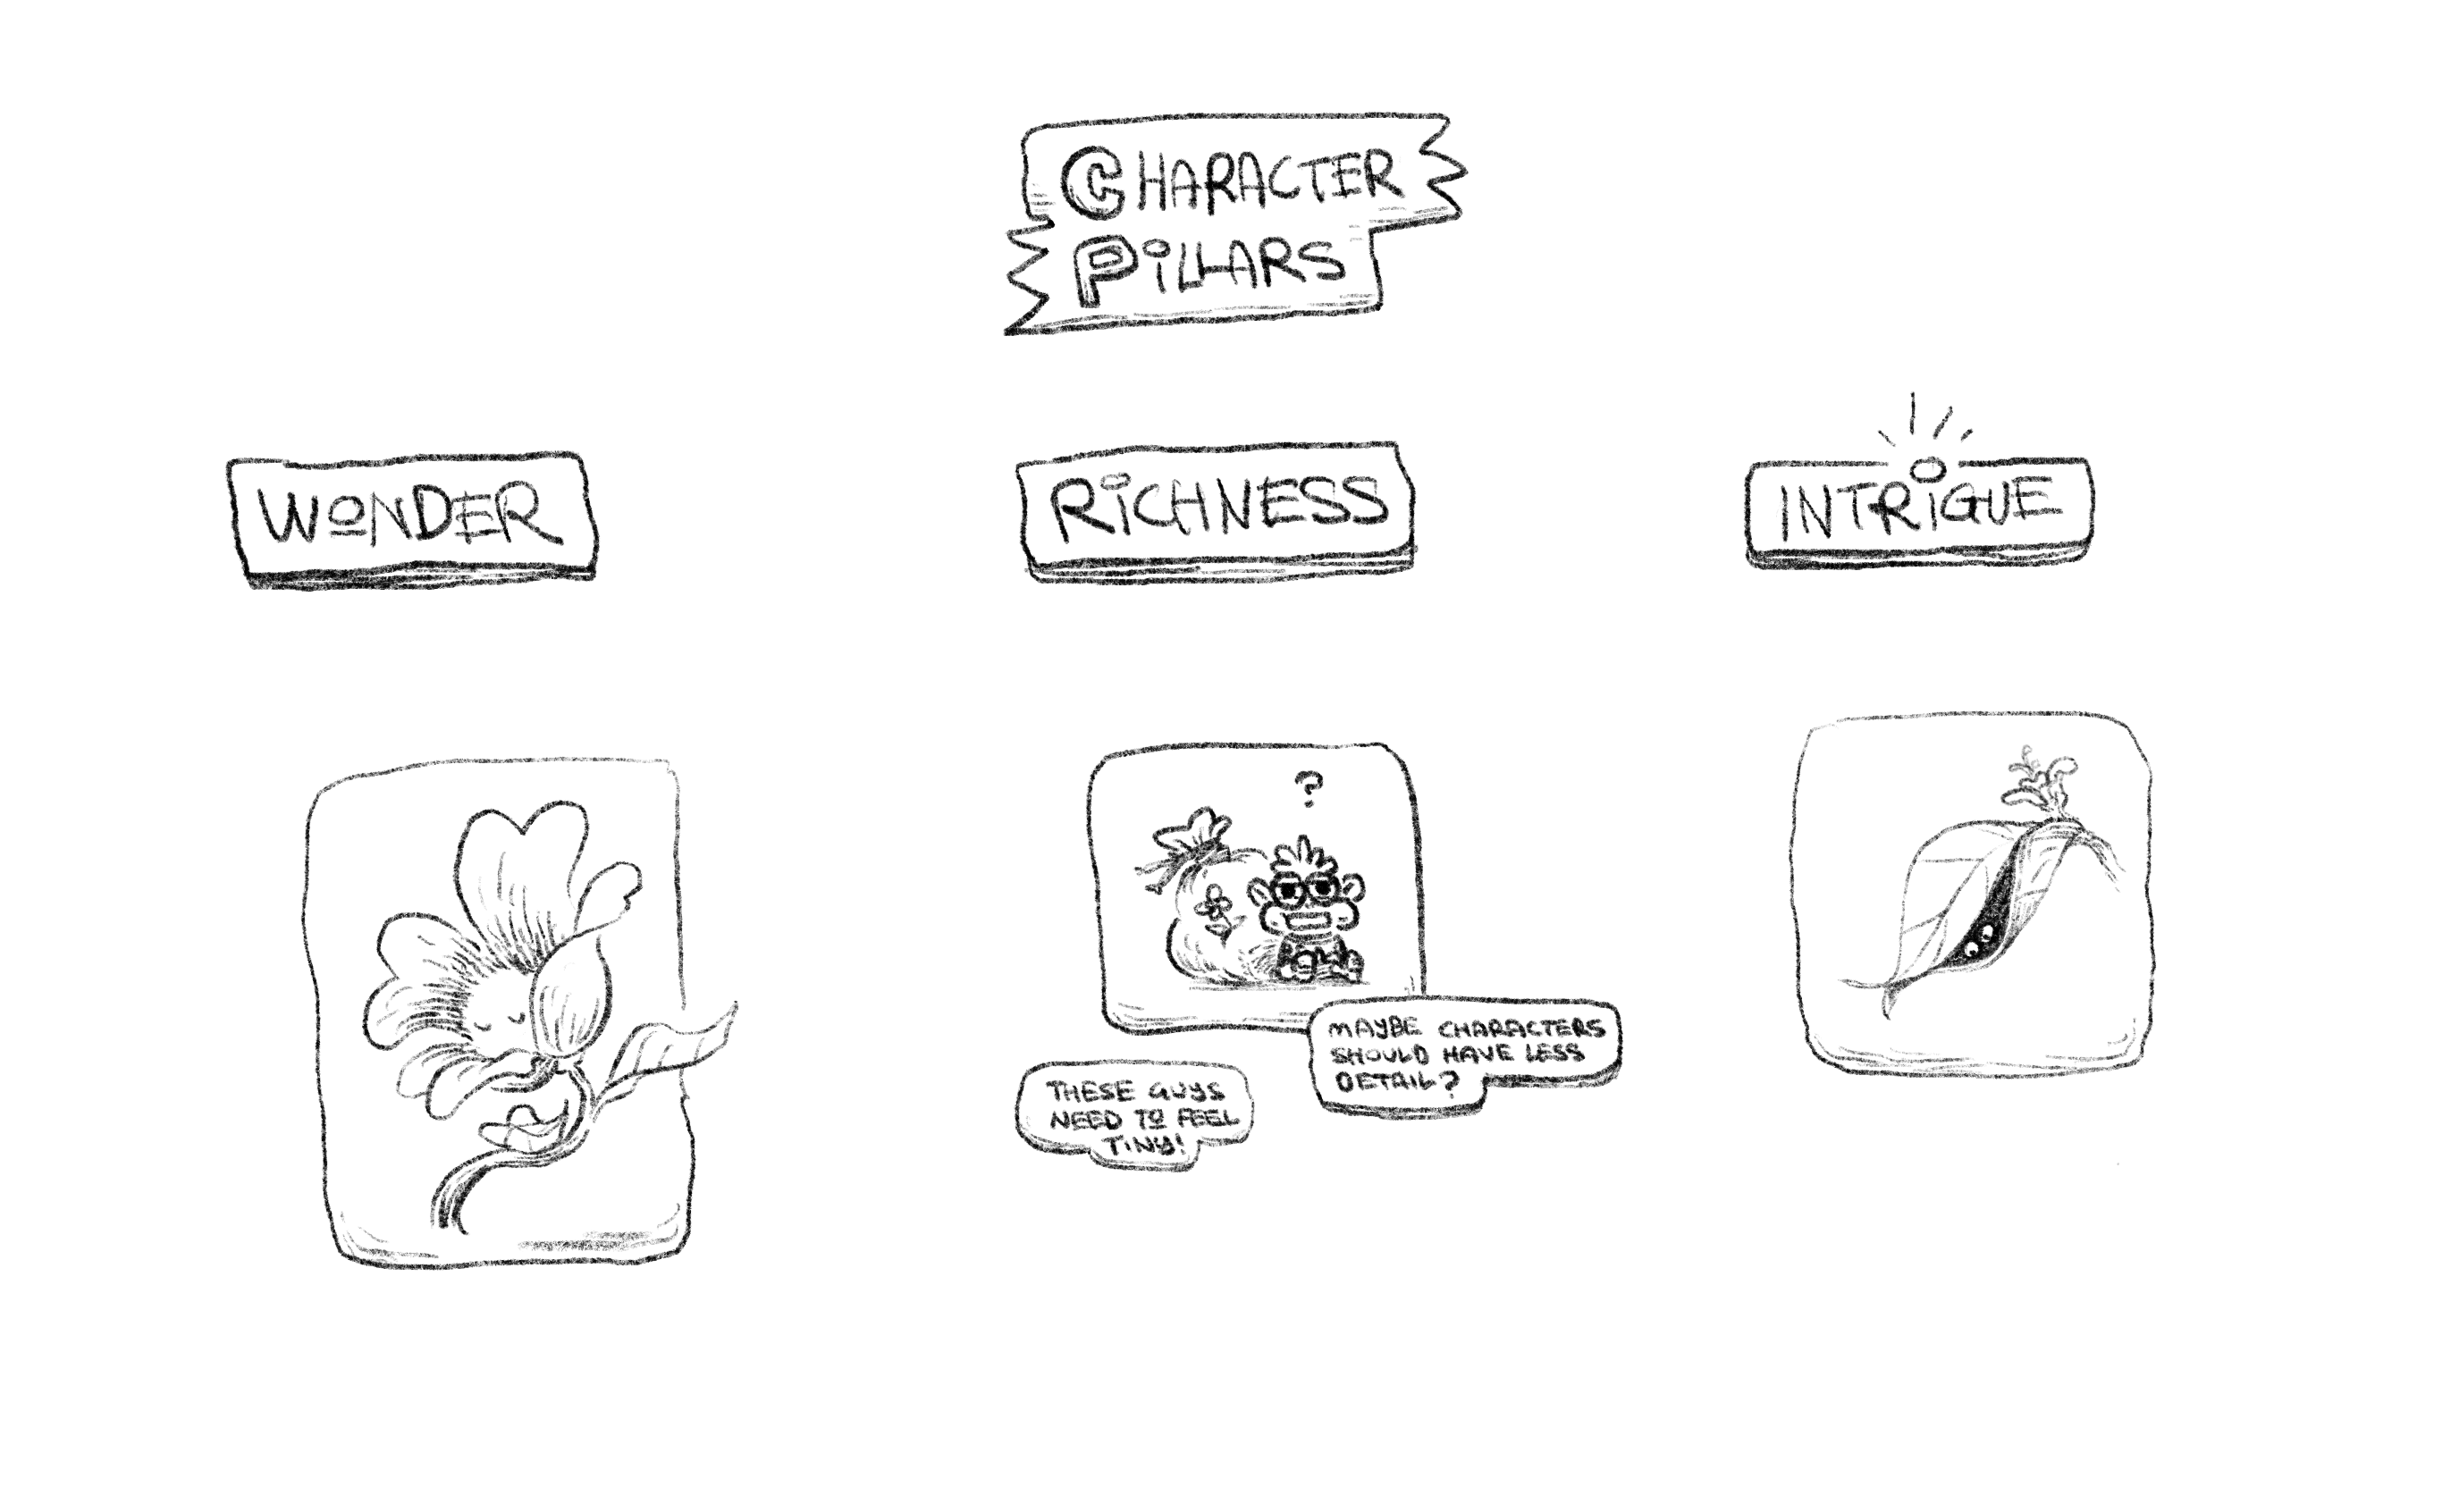 CHARACTER
PiLLARS
WONDER
RiCHNESS
INTRiGUE
?
MAYBE CHARACTERS
SHOULD HAVE LESS
DETAIL?
THESE GUYS
NEED TO FEEL
TiNY!